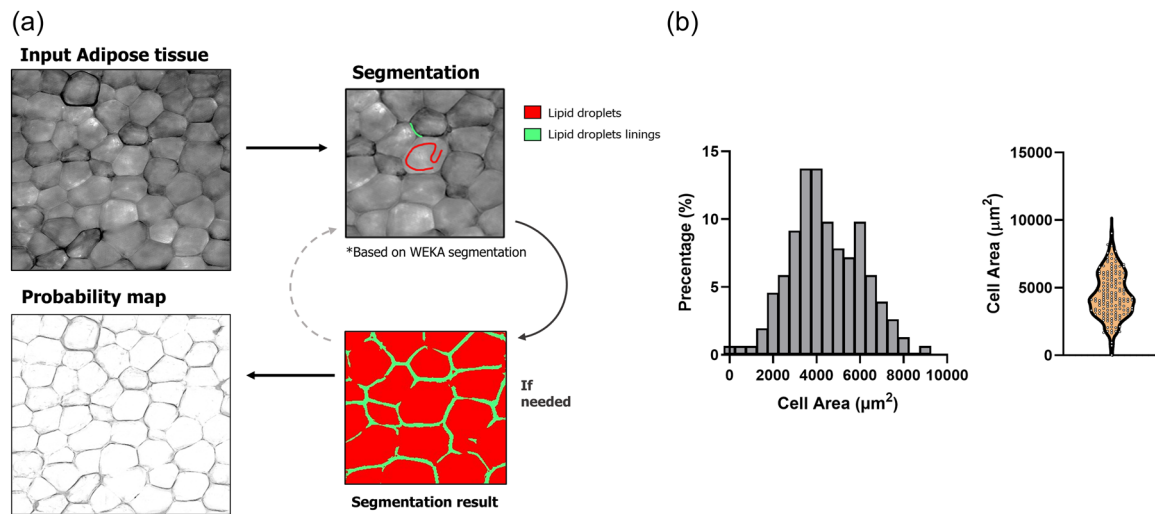 (a)
Input Adipose tissue
Segmentation
Lipid droplets
Lipid droplets linings
*Based on WEKA segmentation
Probability map
If
needed
Segmentation result
(b)
Precentage (%)
15
10
5
0
0 2000 4000 6000 8000 10000
Cell Area (µm²)
Cell Area (µm²)
15000
10000
5000
0